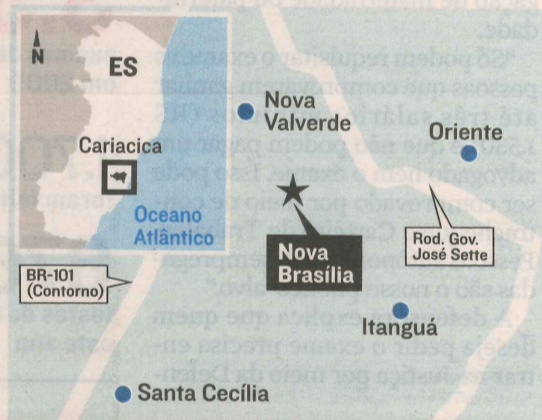 N
ES
Cariacica
Oceano
Atlântico
Nova
Valverde
Oriente
Nova
Brasília
Rod. Gov.
José Sette
BR-101
(Contorno)
Itanguá
Santa Cecília